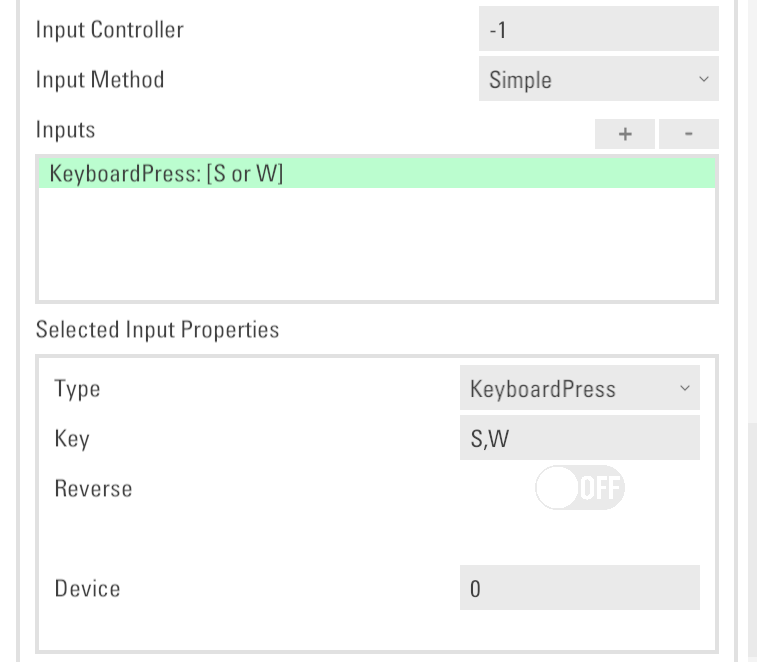 Input Controller -1
Input Method Simple
Inputs + -
KeyboardPress: [S or W]
Selected Input Properties
Type KeyboardPress
Key S,W
Reverse OFF
Device 0